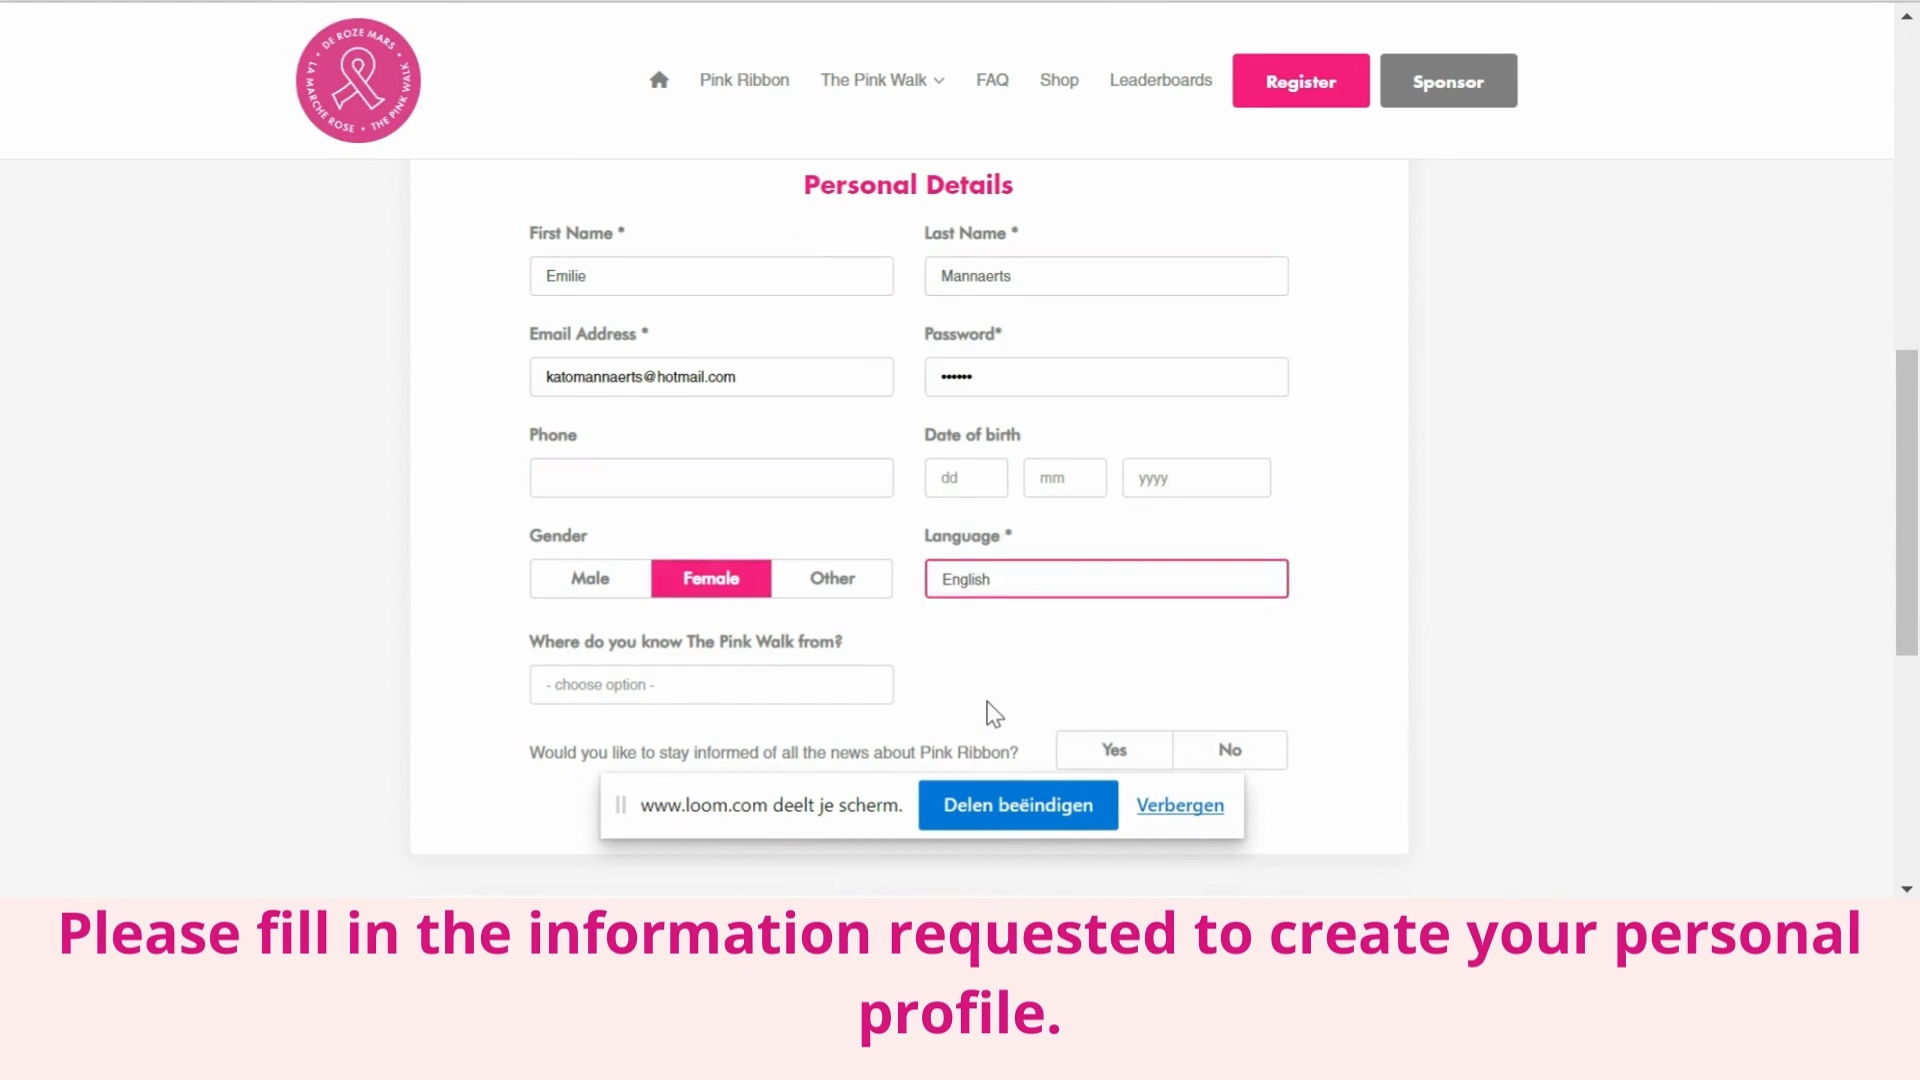 DE ROZE MARS • THE PINK WALK • LA MARCHE ROSE •
Pink Ribbon
The Pink Walk
FAQ
Shop
Leaderboards
Register
Sponsor
Personal Details
First Name *
Last Name *
Emilie
Mannaerts
Email Address *
Password*
katomannaerts@hotmail.com
••••••
Phone
Date of birth
dd
mm
yyyy
Gender
Language *
Male
Female
Other
English
Where do you know The Pink Walk from?
- choose option -
Would you like to stay informed of all the news about Pink Ribbon?
Yes
No
www.loom.com deelt je scherm.
Delen beëindigen
Verbergen
Please fill in the information requested to create your personal
profile.